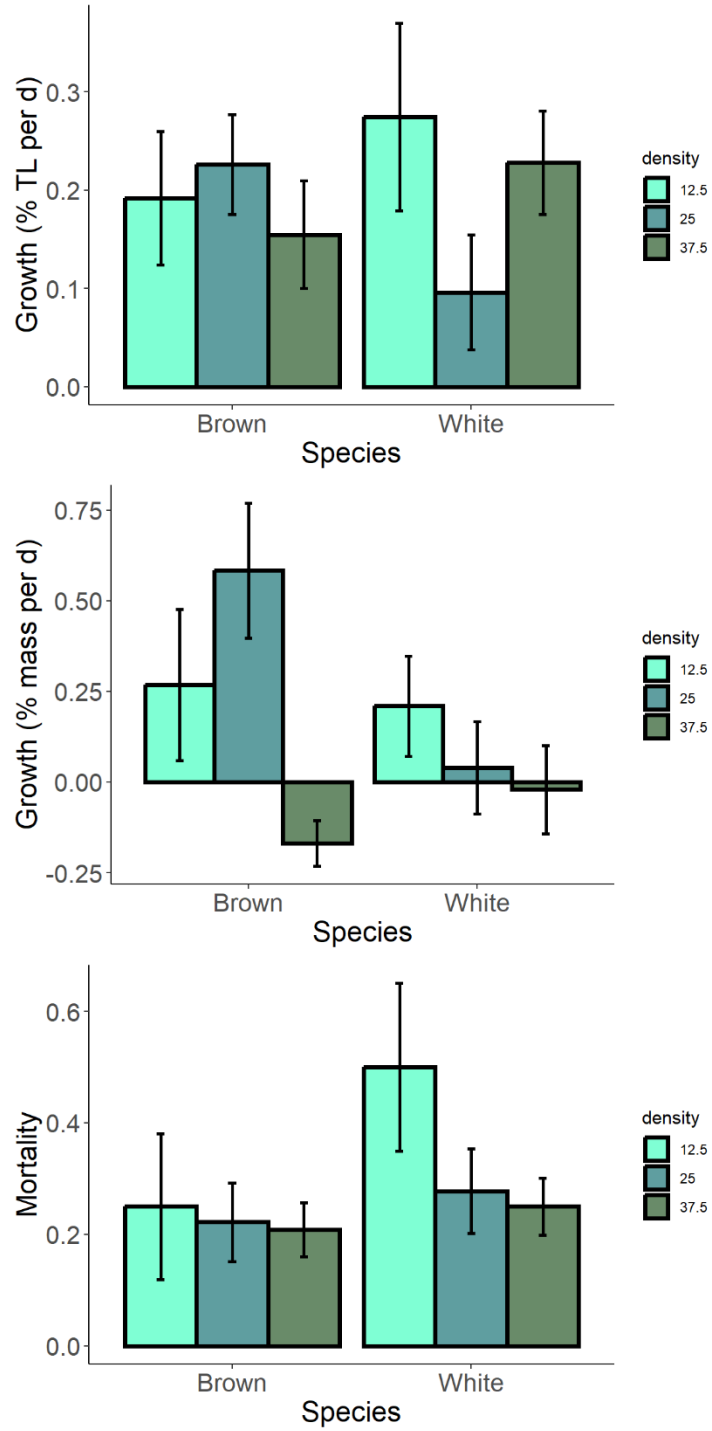 Growth (% TL per d)
0.3
0.2
0.1
0.0
Brown
White
Species
density
12.5
25
37.5
Growth (% mass per d)
0.75
0.50
0.25
0.00
-0.25
Brown
White
Species
density
12.5
25
37.5
Mortality
0.6
0.4
0.2
0.0
Brown
White
Species
density
12.5
25
37.5